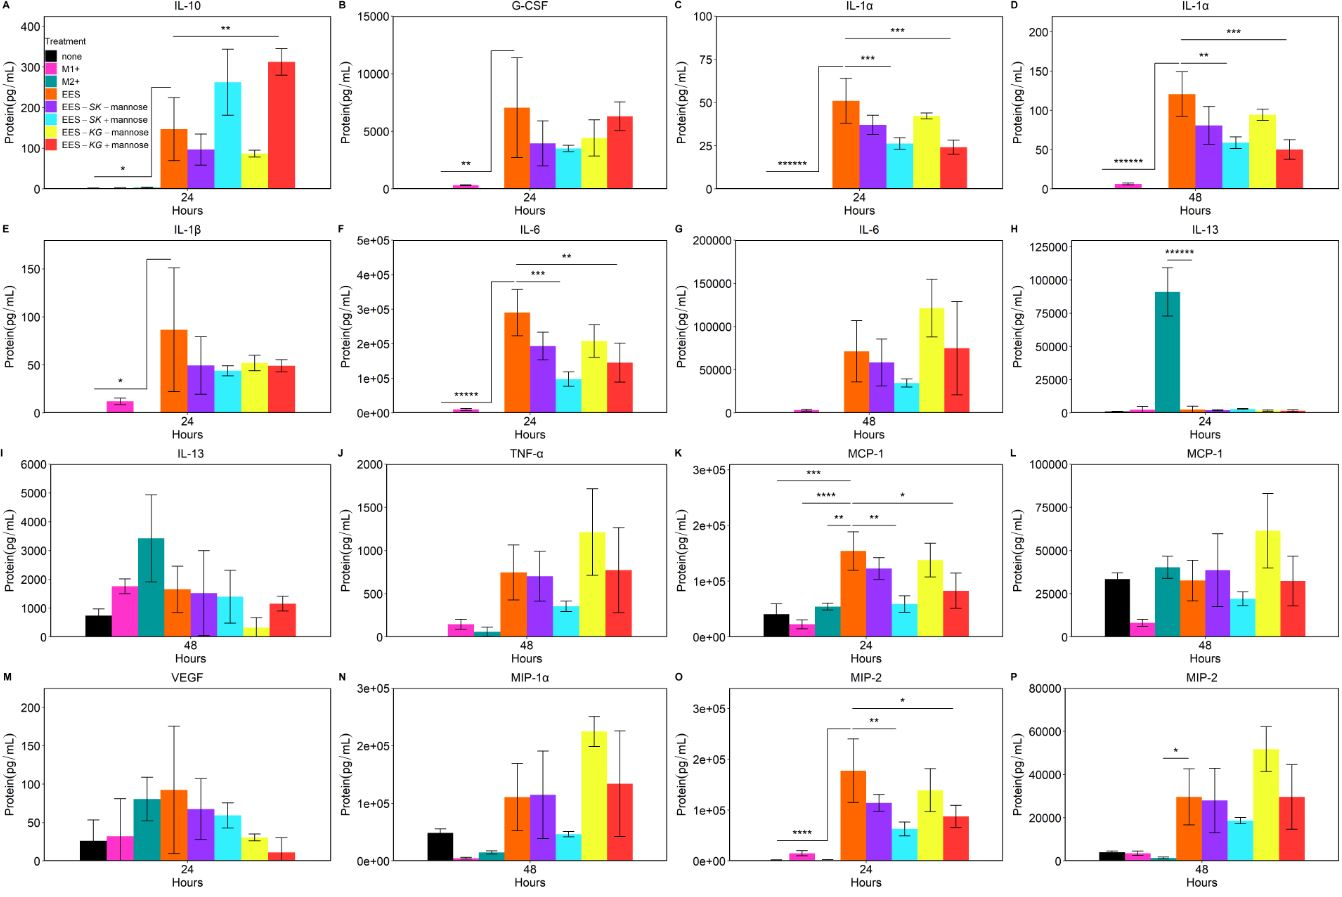 A IL-10
Protein(pg/mL)
400
300
200
100
0
**
*
Treatment
none
M1+
M2+
EES
EES – SK – mannose
EES – SK + mannose
EES – KG – mannose
EES – KG + mannose
24
Hours
B G-CSF
Protein(pg/mL)
15000
10000
5000
0
**
24
Hours
C IL-1α
Protein(pg/mL)
100
75
50
25
0
***
***
******
24
Hours
D IL-1α
Protein(pg/mL)
200
150
100
50
0
***
**
******
48
Hours
E IL-1β
Protein(pg/mL)
150
100
50
0
*
24
Hours
F IL-6
Protein(pg/mL)
5e+05
4e+05
3e+05
2e+05
1e+05
0e+00
**
***
*****
24
Hours
G IL-6
Protein(pg/mL)
200000
150000
100000
50000
0
48
Hours
H IL-13
Protein(pg/mL)
125000
100000
75000
50000
25000
0
******
24
Hours
I IL-13
Protein(pg/mL)
6000
5000
4000
3000
2000
1000
0
48
Hours
J TNF-α
Protein(pg/mL)
2000
1500
1000
500
0
48
Hours
K MCP-1
Protein(pg/mL)
3e+05
2e+05
1e+05
0e+00
***
****
*
**
**
24
Hours
L MCP-1
Protein(pg/mL)
100000
75000
50000
25000
0
48
Hours
M VEGF
Protein(pg/mL)
200
150
100
50
0
24
Hours
N MIP-1α
Protein(pg/mL)
3e+05
2e+05
1e+05
0e+00
48
Hours
O MIP-2
Protein(pg/mL)
3e+05
2e+05
1e+05
0e+00
*
**
****
24
Hours
P MIP-2
Protein(pg/mL)
80000
60000
40000
20000
0
*
48
Hours